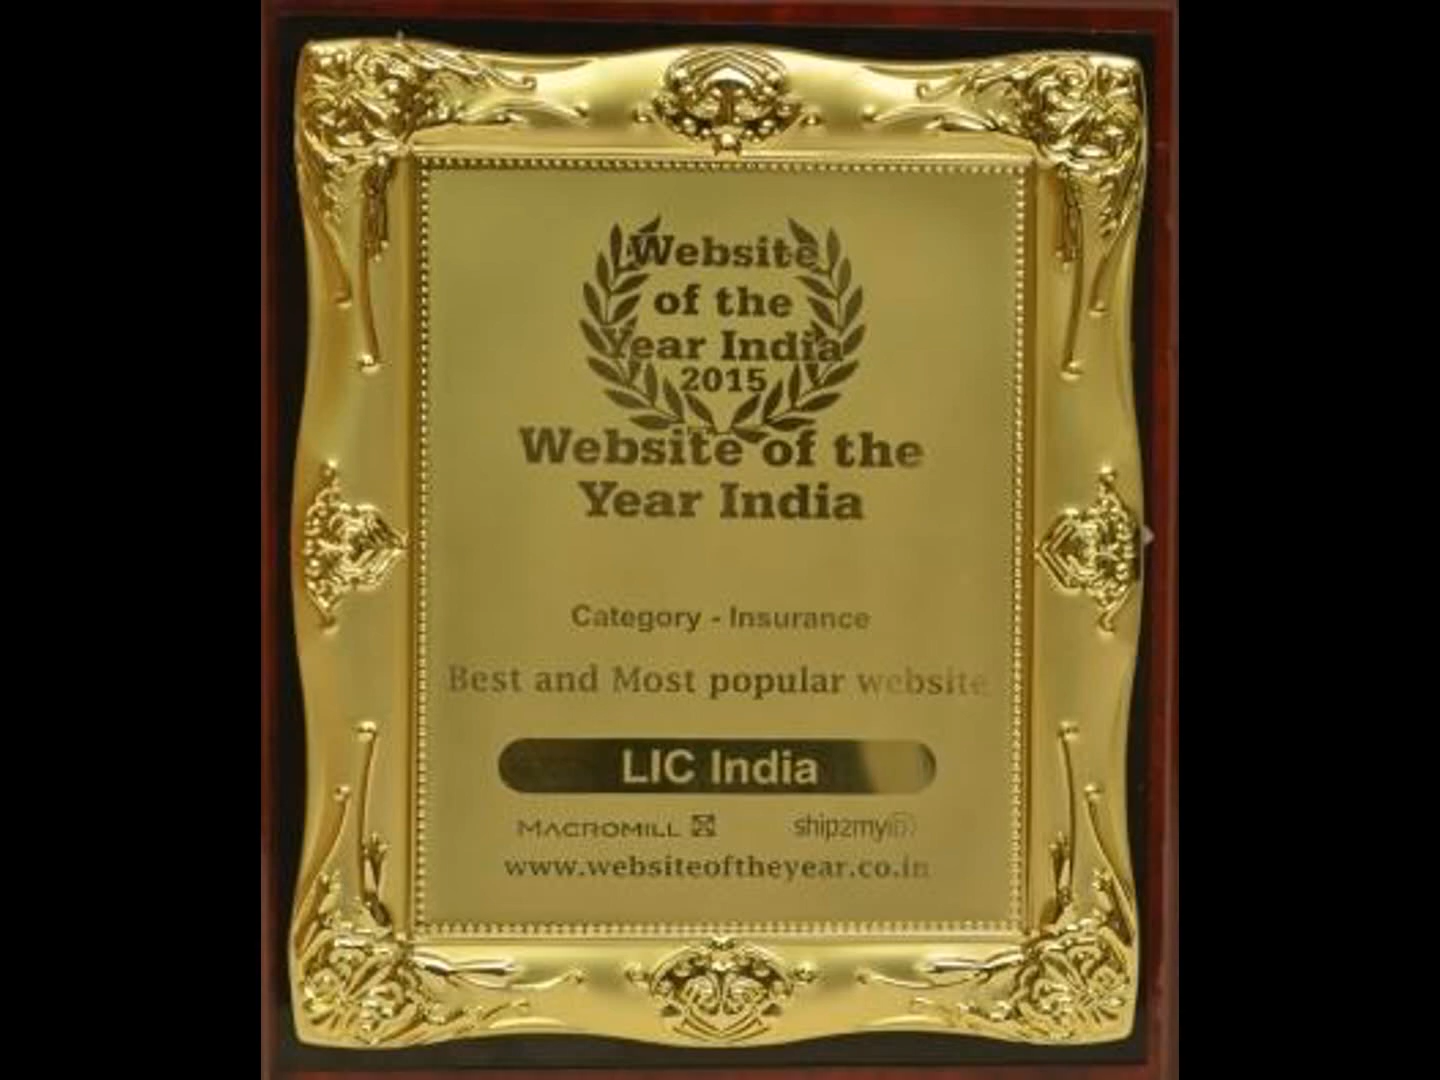 Website
of the
Year India
2015
Website of the
Year India
Category - Insurance
Best and Most popular website
LIC India
MACROMILL ship2myid
www.websiteoftheyear.co.in